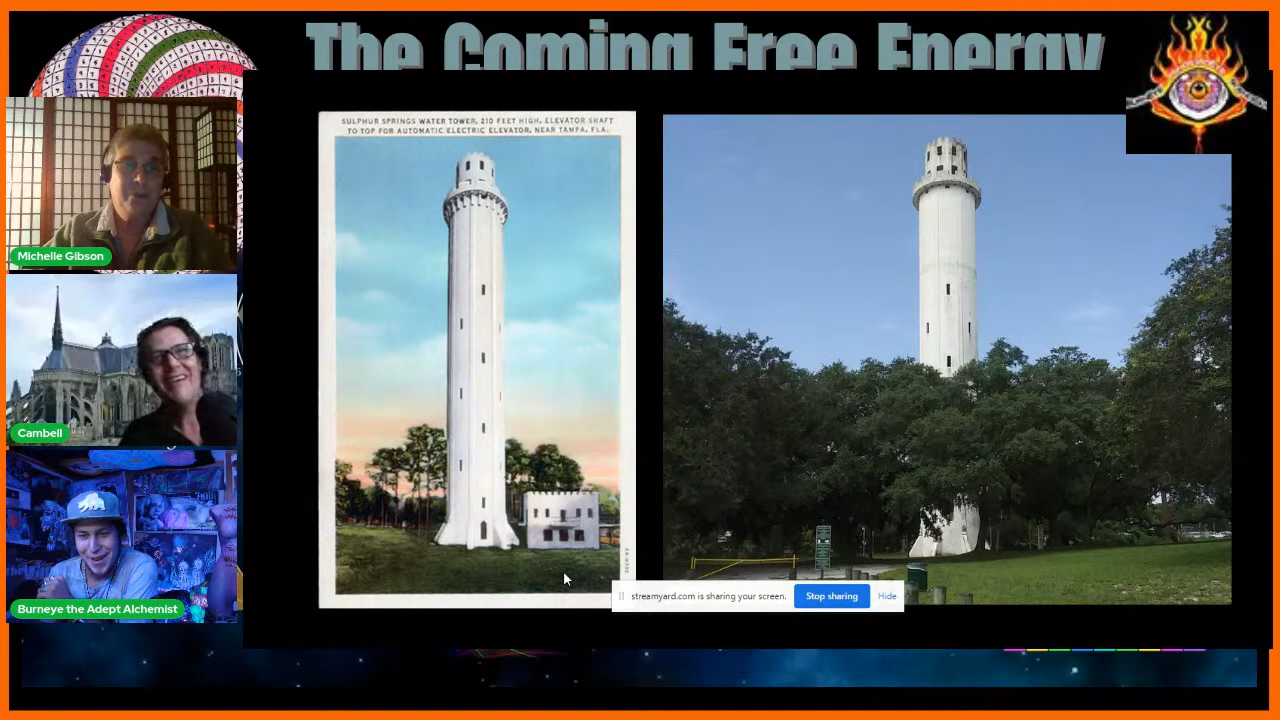 The Coming Free Energy
SULPHUR SPRINGS WATER TOWER, 210 FEET HIGH, ELEVATOR SHAFT
TO TOP FOR AUTOMATIC ELECTRIC ELEVATOR, NEAR TAMPA, FLA.
Michelle Gibson
Cambell
Burneye the Adept Alchemist
streamyard.com is sharing your screen.
Stop sharing
Hide